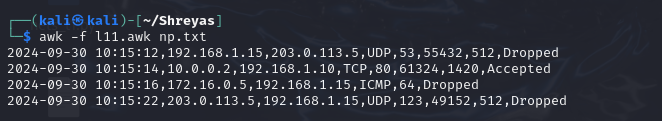 ┌──(kali㉿kali)-[~/Shreyas]
└─$ awk -f l11.awk np.txt
2024-09-30 10:15:12,192.168.1.15,203.0.113.5,UDP,53,55432,512,Dropped
2024-09-30 10:15:14,10.0.0.2,192.168.1.10,TCP,80,61324,1420,Accepted
2024-09-30 10:15:16,172.16.0.5,192.168.1.15,ICMP,64,Dropped
2024-09-30 10:15:22,203.0.113.5,192.168.1.15,UDP,123,49152,512,Dropped